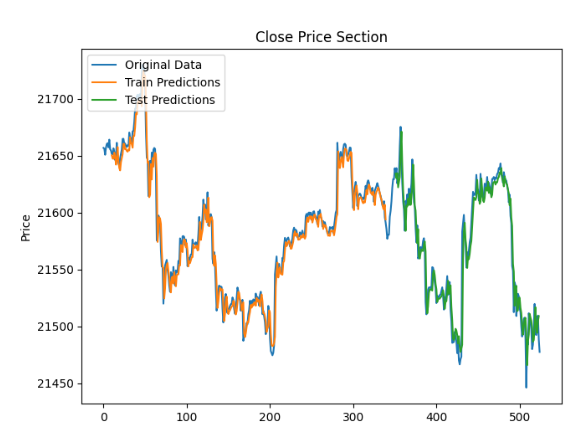 Close Price Section
Original Data
Train Predictions
Test Predictions
Price
21700
21650
21600
21550
21500
21450
0 100 200 300 400 500